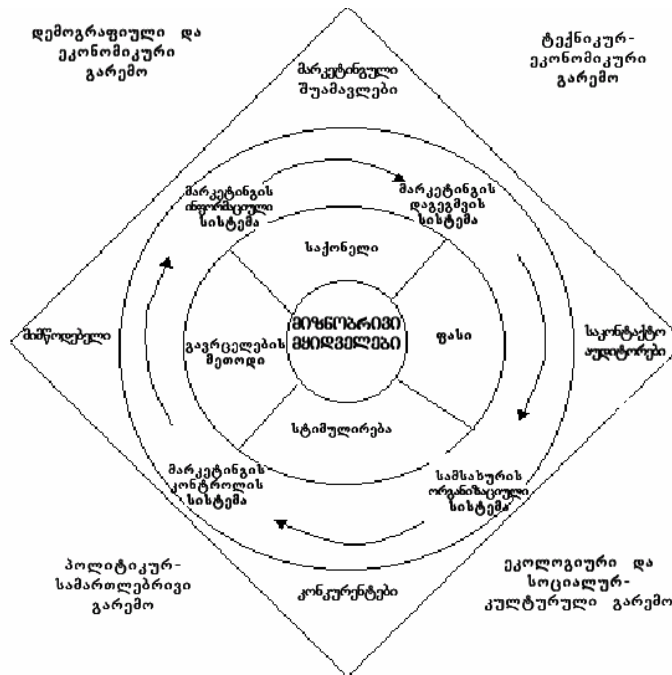 დემოგრაფიული და
ეკონომიკური
გარემო
ტექნიკურ-
ეკონომიკური
გარემო
მარკეტინგული
შუამავლები
მარკეტინგის
ინფორმაციული
სისტემა
მარკეტინგის
დაგეგმვის
სისტემა
საქონელი
მიმწოდებელი
გავრცელების
მეთოდი
მიზნობრივი
მყიდველები
ფასი
საკონტაქტო
აუდიტორები
სტიმულირება
მარკეტინგის
კონტროლის
სისტემა
სამსახურის
ორგანიზაციული
სისტემა
პოლიტიკურ-
სამართლებრივი
გარემო
კონკურენტები
ეკოლოგიური და
სოციალურ-
კულტურული გარემო